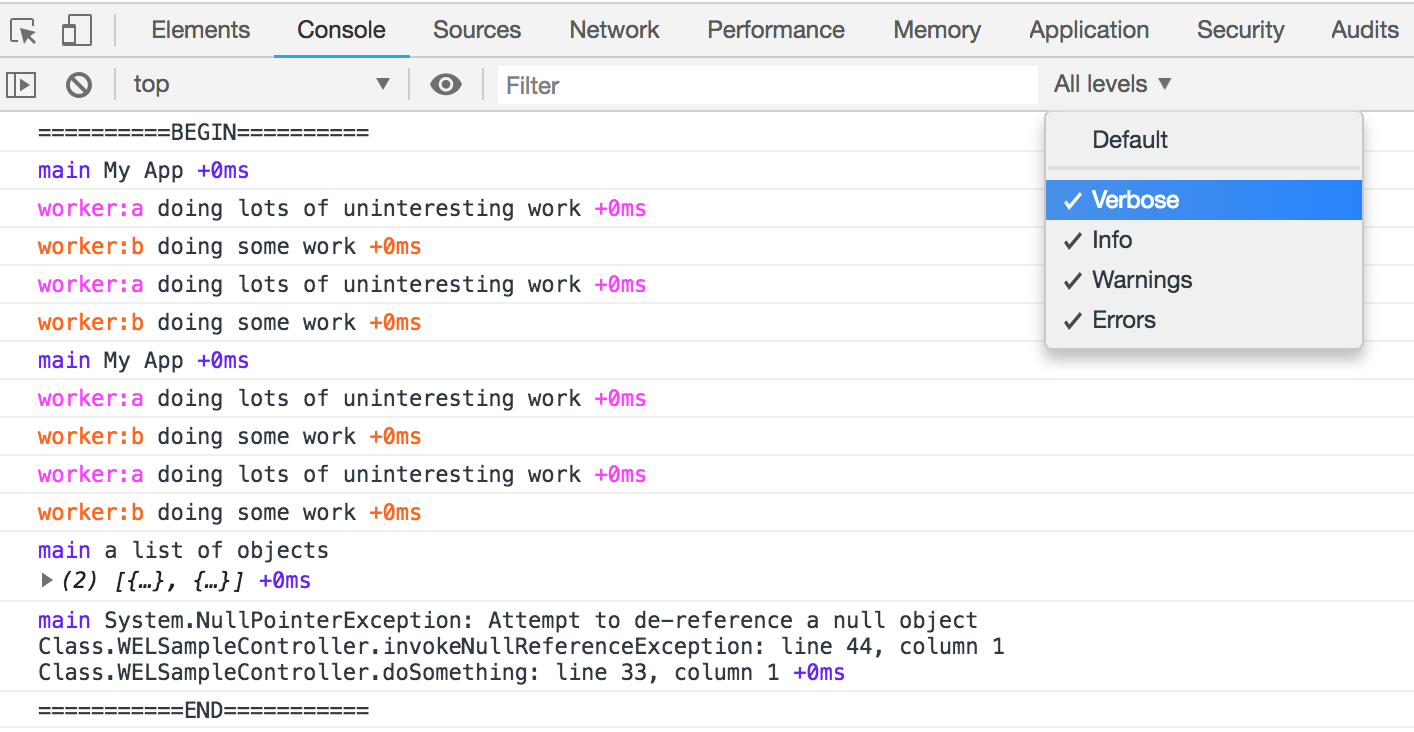 Elements Console Sources Network Performance Memory Application Security Audits
top Filter All levels
==========BEGIN==========
main My App +0ms
worker:a doing lots of uninteresting work +0ms
worker:b doing some work +0ms
worker:a doing lots of uninteresting work +0ms
worker:b doing some work +0ms
main My App +0ms
worker:a doing lots of uninteresting work +0ms
worker:b doing some work +0ms
worker:a doing lots of uninteresting work +0ms
worker:b doing some work +0ms
main a list of objects
(2) [{…}, {…}] +0ms
main System.NullPointerException: Attempt to de-reference a null object
Class.WELSampleController.invokeNullReferenceException: line 44, column 1
Class.WELSampleController.doSomething: line 33, column 1 +0ms
===========END===========
Default
✓ Verbose
✓ Info
✓ Warnings
✓ Errors